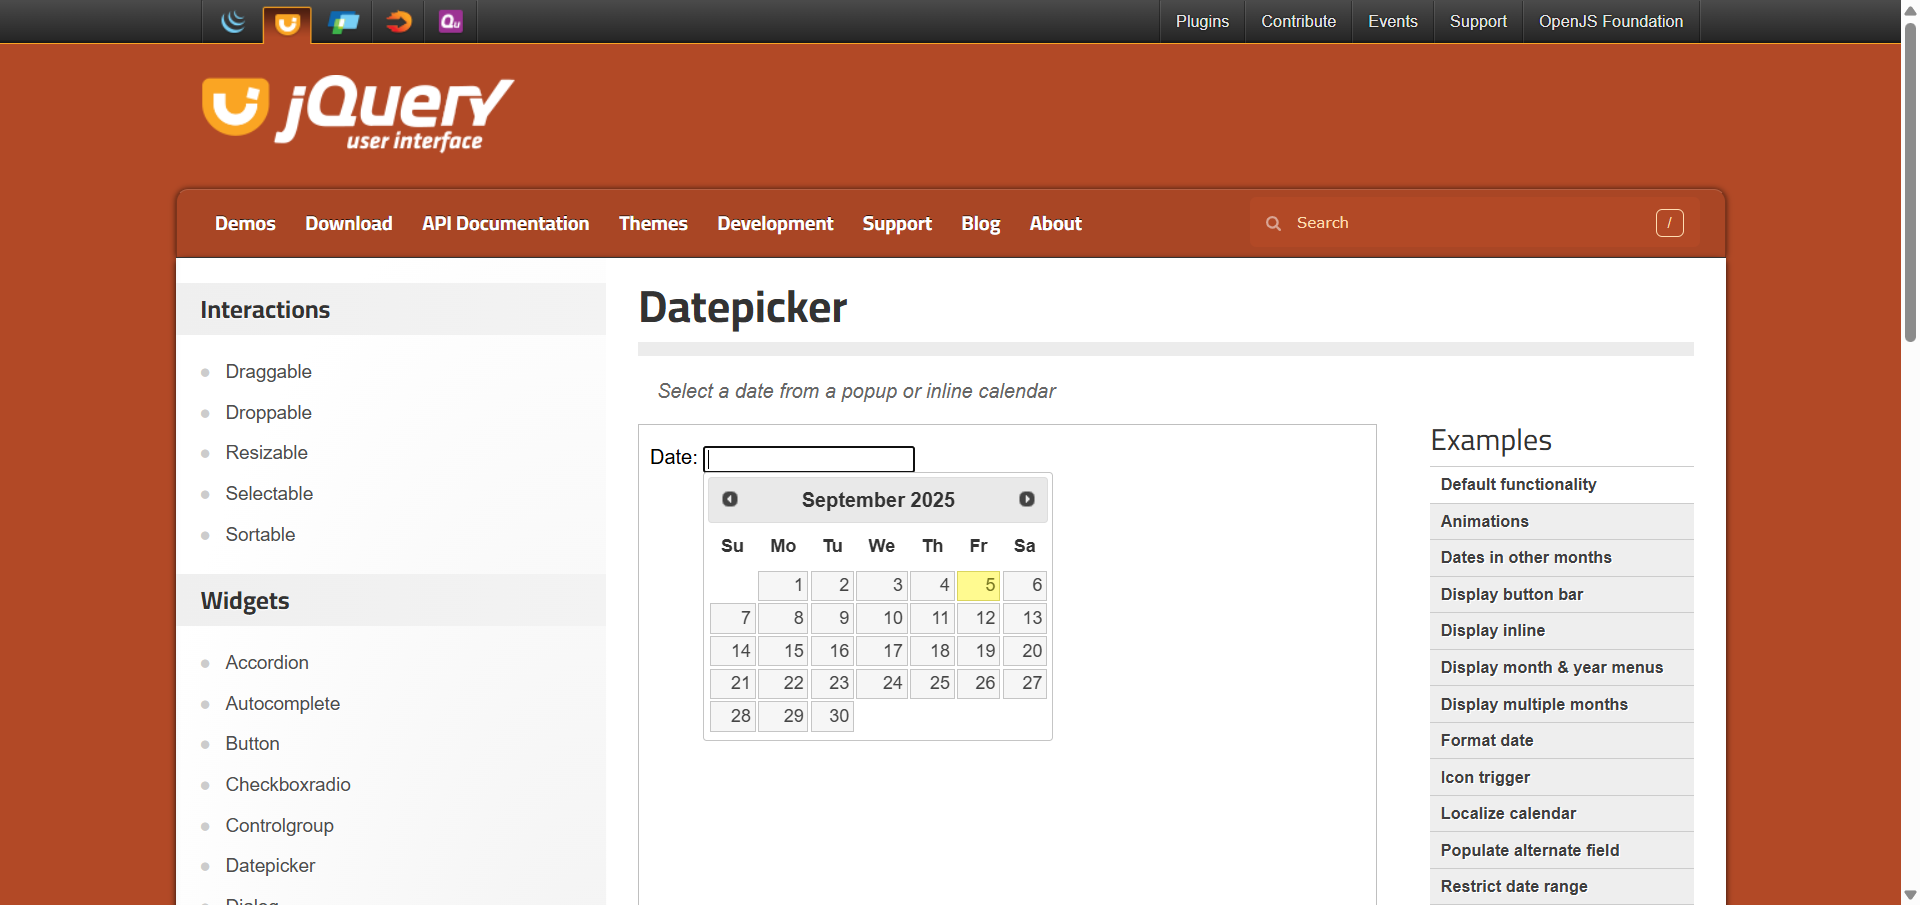 Qu
Plugins
Contribute
Events
Support
OpenJS Foundation
jQuery
user interface
Demos
Download
API Documentation
Themes
Development
Support
Blog
About
Search
/
Interactions
Draggable
Droppable
Resizable
Selectable
Sortable
Widgets
Accordion
Autocomplete
Button
Checkboxradio
Controlgroup
Datepicker
Dialog
Datepicker
Select a date from a popup or inline calendar
Date:
September 2025
Su Mo Tu We Th Fr Sa
1 2 3 4 5 6
7 8 9 10 11 12 13
14 15 16 17 18 19 20
21 22 23 24 25 26 27
28 29 30
Examples
Default functionality
Animations
Dates in other months
Display button bar
Display inline
Display month & year menus
Display multiple months
Format date
Icon trigger
Localize calendar
Populate alternate field
Restrict date range